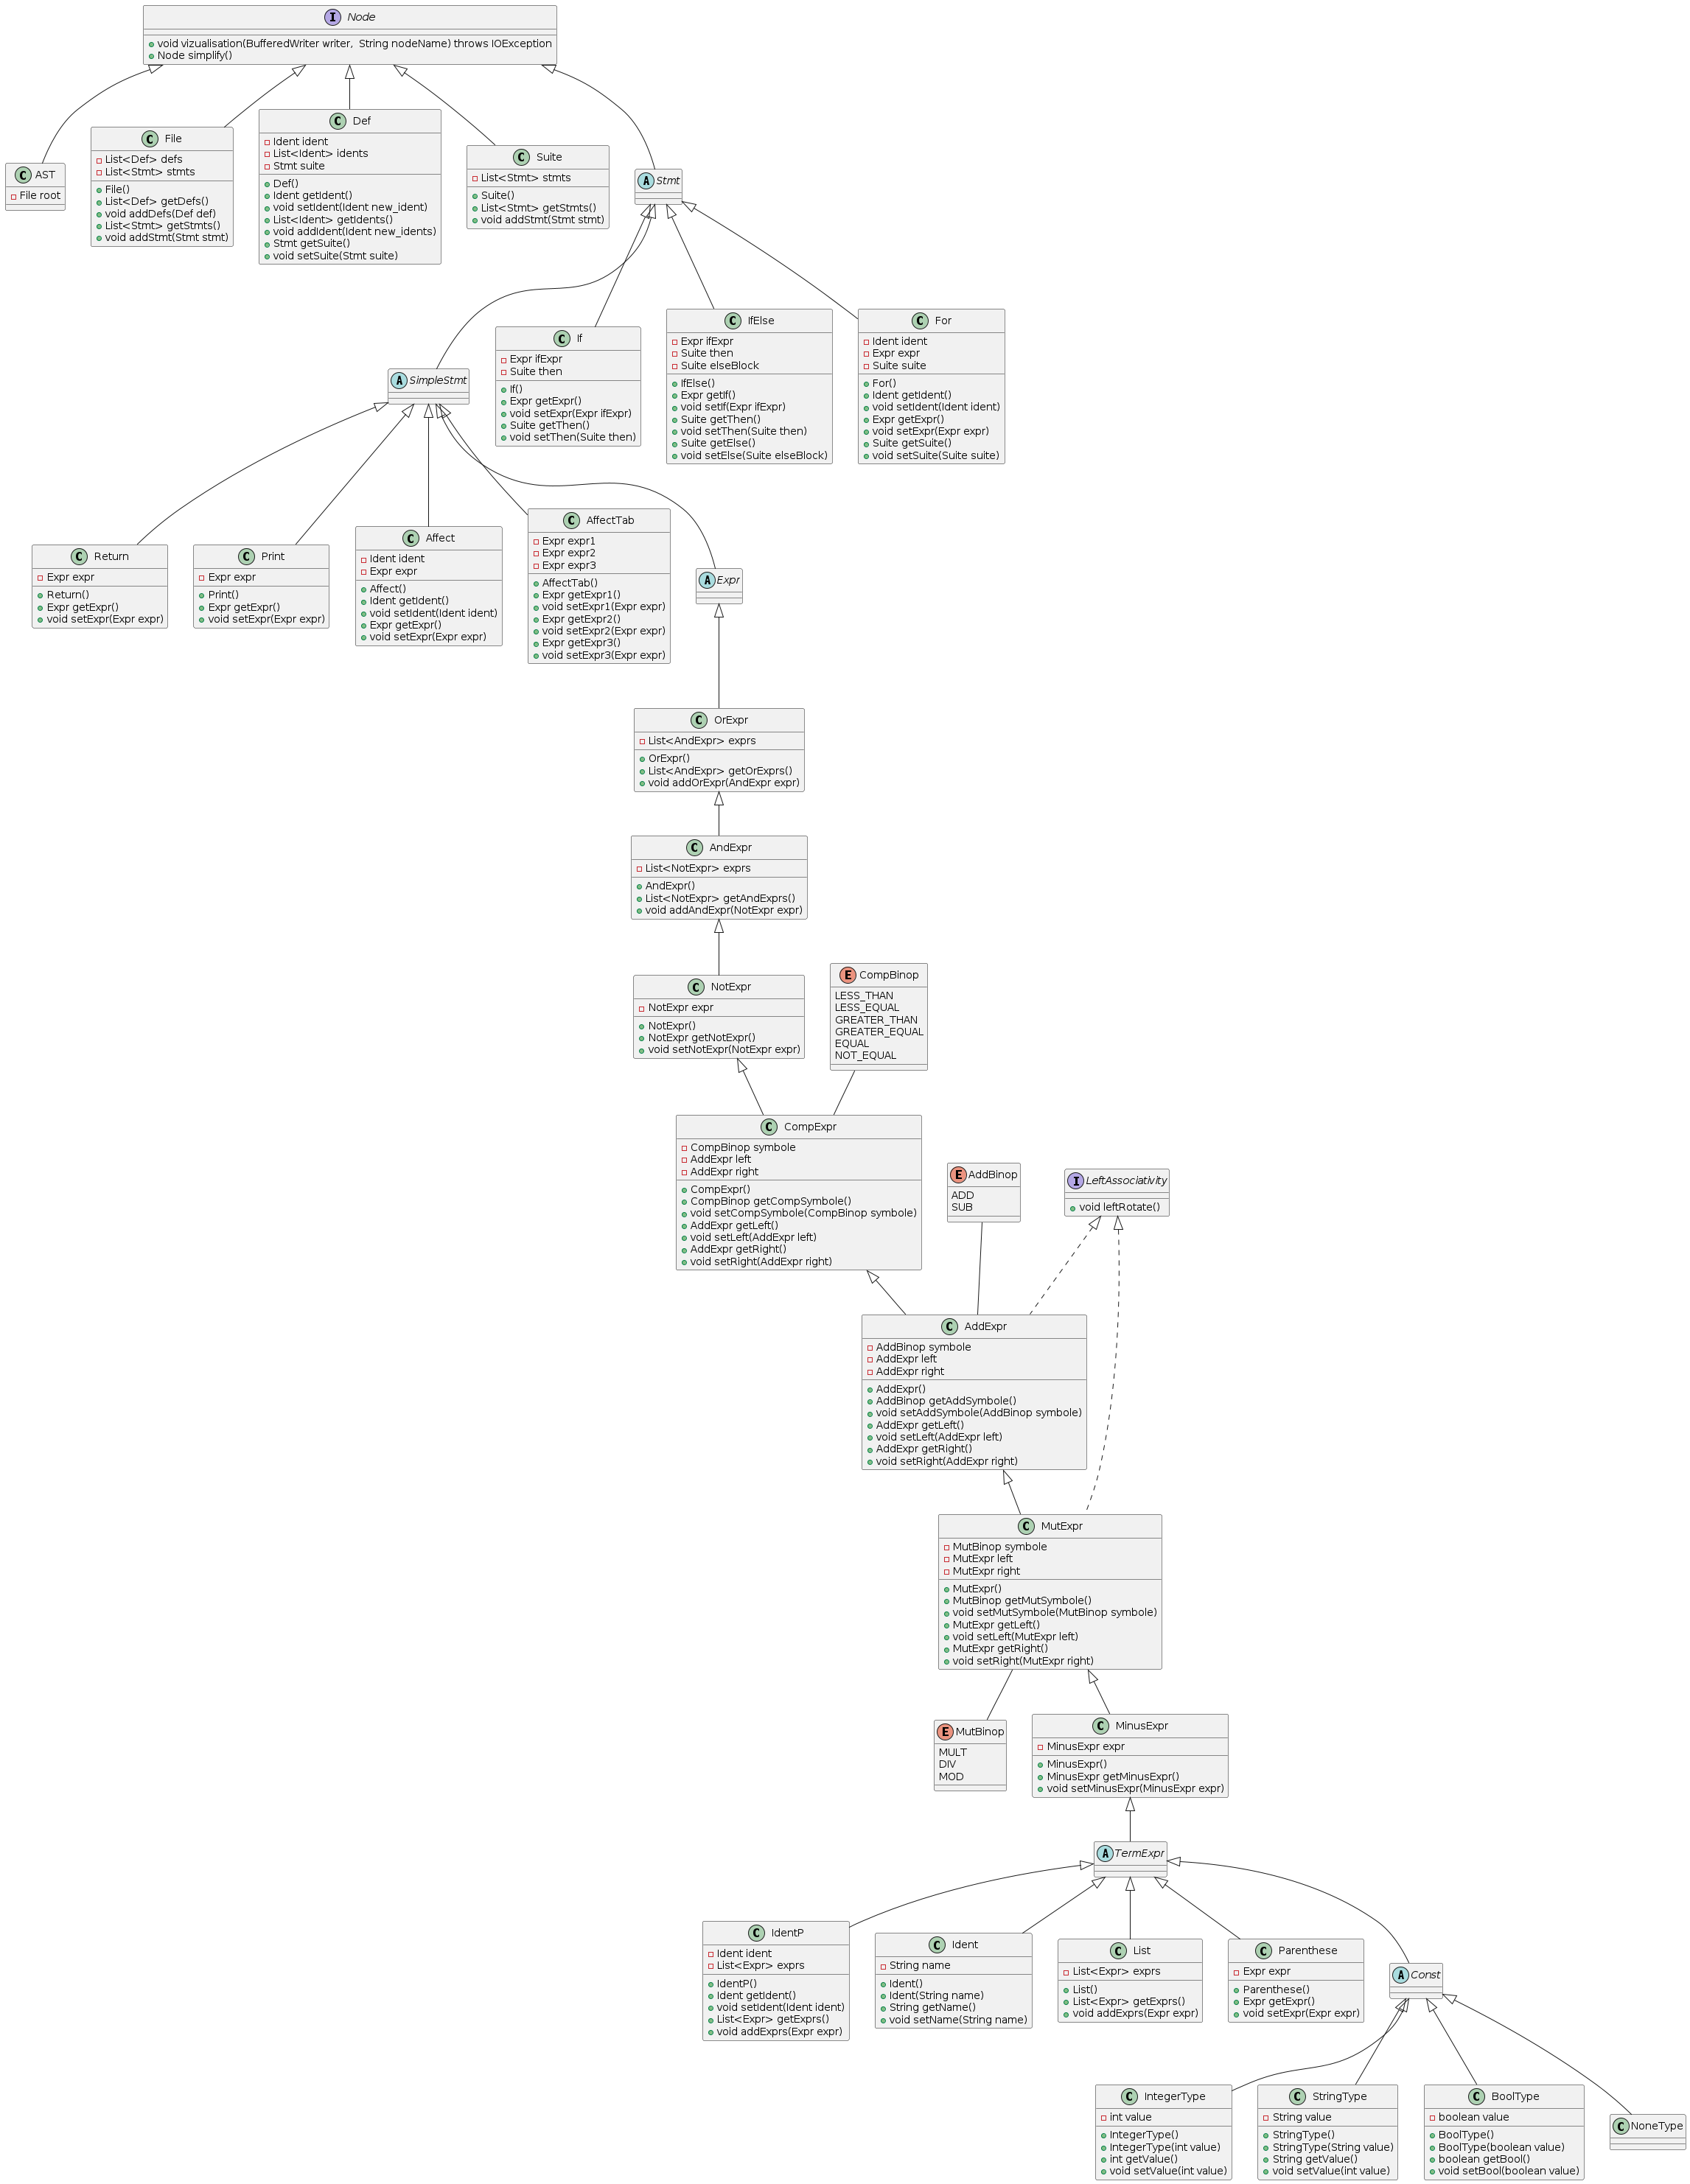 I Node
void vizualisation(BufferedWriter writer,  String nodeName) throws IOException
Node simplify()
C AST
File root
C File
List<Def> defs
List<Stmt> stmts
File()
List<Def> getDefs()
void addDefs(Def def)
List<Stmt> getStmts()
void addStmt(Stmt stmt)
C Def
Ident ident
List<Ident> idents
Stmt suite
Def()
Ident getIdent()
void setIdent(Ident new_ident)
List<Ident> getIdents()
void addIdent(Ident new_idents)
Stmt getSuite()
void setSuite(Stmt suite)
C Suite
List<Stmt> stmts
Suite()
List<Stmt> getStmts()
void addStmt(Stmt stmt)
A Stmt
A SimpleStmt
C If
Expr ifExpr
Suite then
If()
Expr getExpr()
void setExpr(Expr ifExpr)
Suite getThen()
void setThen(Suite then)
C IfElse
Expr ifExpr
Suite then
Suite elseBlock
IfElse()
Expr getIf()
void setIf(Expr ifExpr)
Suite getThen()
void setThen(Suite then)
Suite getElse()
void setElse(Suite elseBlock)
C For
Ident ident
Expr expr
Suite suite
For()
Ident getIdent()
void setIdent(Ident ident)
Expr getExpr()
void setExpr(Expr expr)
Suite getSuite()
void setSuite(Suite suite)
C Return
Expr expr
Return()
Expr getExpr()
void setExpr(Expr expr)
C Print
Expr expr
Print()
Expr getExpr()
void setExpr(Expr expr)
C Affect
Ident ident
Expr expr
Affect()
Ident getIdent()
void setIdent(Ident ident)
Expr getExpr()
void setExpr(Expr expr)
C AffectTab
Expr expr1
Expr expr2
Expr expr3
AffectTab()
Expr getExpr1()
void setExpr1(Expr expr)
Expr getExpr2()
void setExpr2(Expr expr)
Expr getExpr3()
void setExpr3(Expr expr)
A Expr
C OrExpr
List<AndExpr> exprs
OrExpr()
List<AndExpr> getOrExprs()
void addOrExpr(AndExpr expr)
C AndExpr
List<NotExpr> exprs
AndExpr()
List<NotExpr> getAndExprs()
void addAndExpr(NotExpr expr)
C NotExpr
NotExpr expr
NotExpr()
NotExpr getNotExpr()
void setNotExpr(NotExpr expr)
E CompBinop
LESS_THAN
LESS_EQUAL
GREATER_THAN
GREATER_EQUAL
EQUAL
NOT_EQUAL
C CompExpr
CompBinop symbole
AddExpr left
AddExpr right
CompExpr()
CompBinop getCompSymbole()
void setCompSymbole(CompBinop symbole)
AddExpr getLeft()
void setLeft(AddExpr left)
AddExpr getRight()
void setRight(AddExpr right)
E AddBinop
ADD
SUB
I LeftAssociativity
void leftRotate()
C AddExpr
AddBinop symbole
AddExpr left
AddExpr right
AddExpr()
AddBinop getAddSymbole()
void setAddSymbole(AddBinop symbole)
AddExpr getLeft()
void setLeft(AddExpr left)
AddExpr getRight()
void setRight(AddExpr right)
C MutExpr
MutBinop symbole
MutExpr left
MutExpr right
MutExpr()
MutBinop getMutSymbole()
void setMutSymbole(MutBinop symbole)
MutExpr getLeft()
void setLeft(MutExpr left)
MutExpr getRight()
void setRight(MutExpr right)
E MutBinop
MULT
DIV
MOD
C MinusExpr
MinusExpr expr
MinusExpr()
MinusExpr getMinusExpr()
void setMinusExpr(MinusExpr expr)
A TermExpr
C IdentP
Ident ident
List<Expr> exprs
IdentP()
Ident getIdent()
void setIdent(Ident ident)
List<Expr> getExprs()
void addExprs(Expr expr)
C Ident
String name
Ident()
Ident(String name)
String getName()
void setName(String name)
C List
List<Expr> exprs
List()
List<Expr> getExprs()
void addExprs(Expr expr)
C Parenthese
Expr expr
Parenthese()
Expr getExpr()
void setExpr(Expr expr)
A Const
C IntegerType
int value
IntegerType()
IntegerType(int value)
int getValue()
void setValue(int value)
C StringType
String value
StringType()
StringType(String value)
String getValue()
void setValue(int value)
C BoolType
boolean value
BoolType()
BoolType(boolean value)
boolean getBool()
void setBool(boolean value)
C NoneType